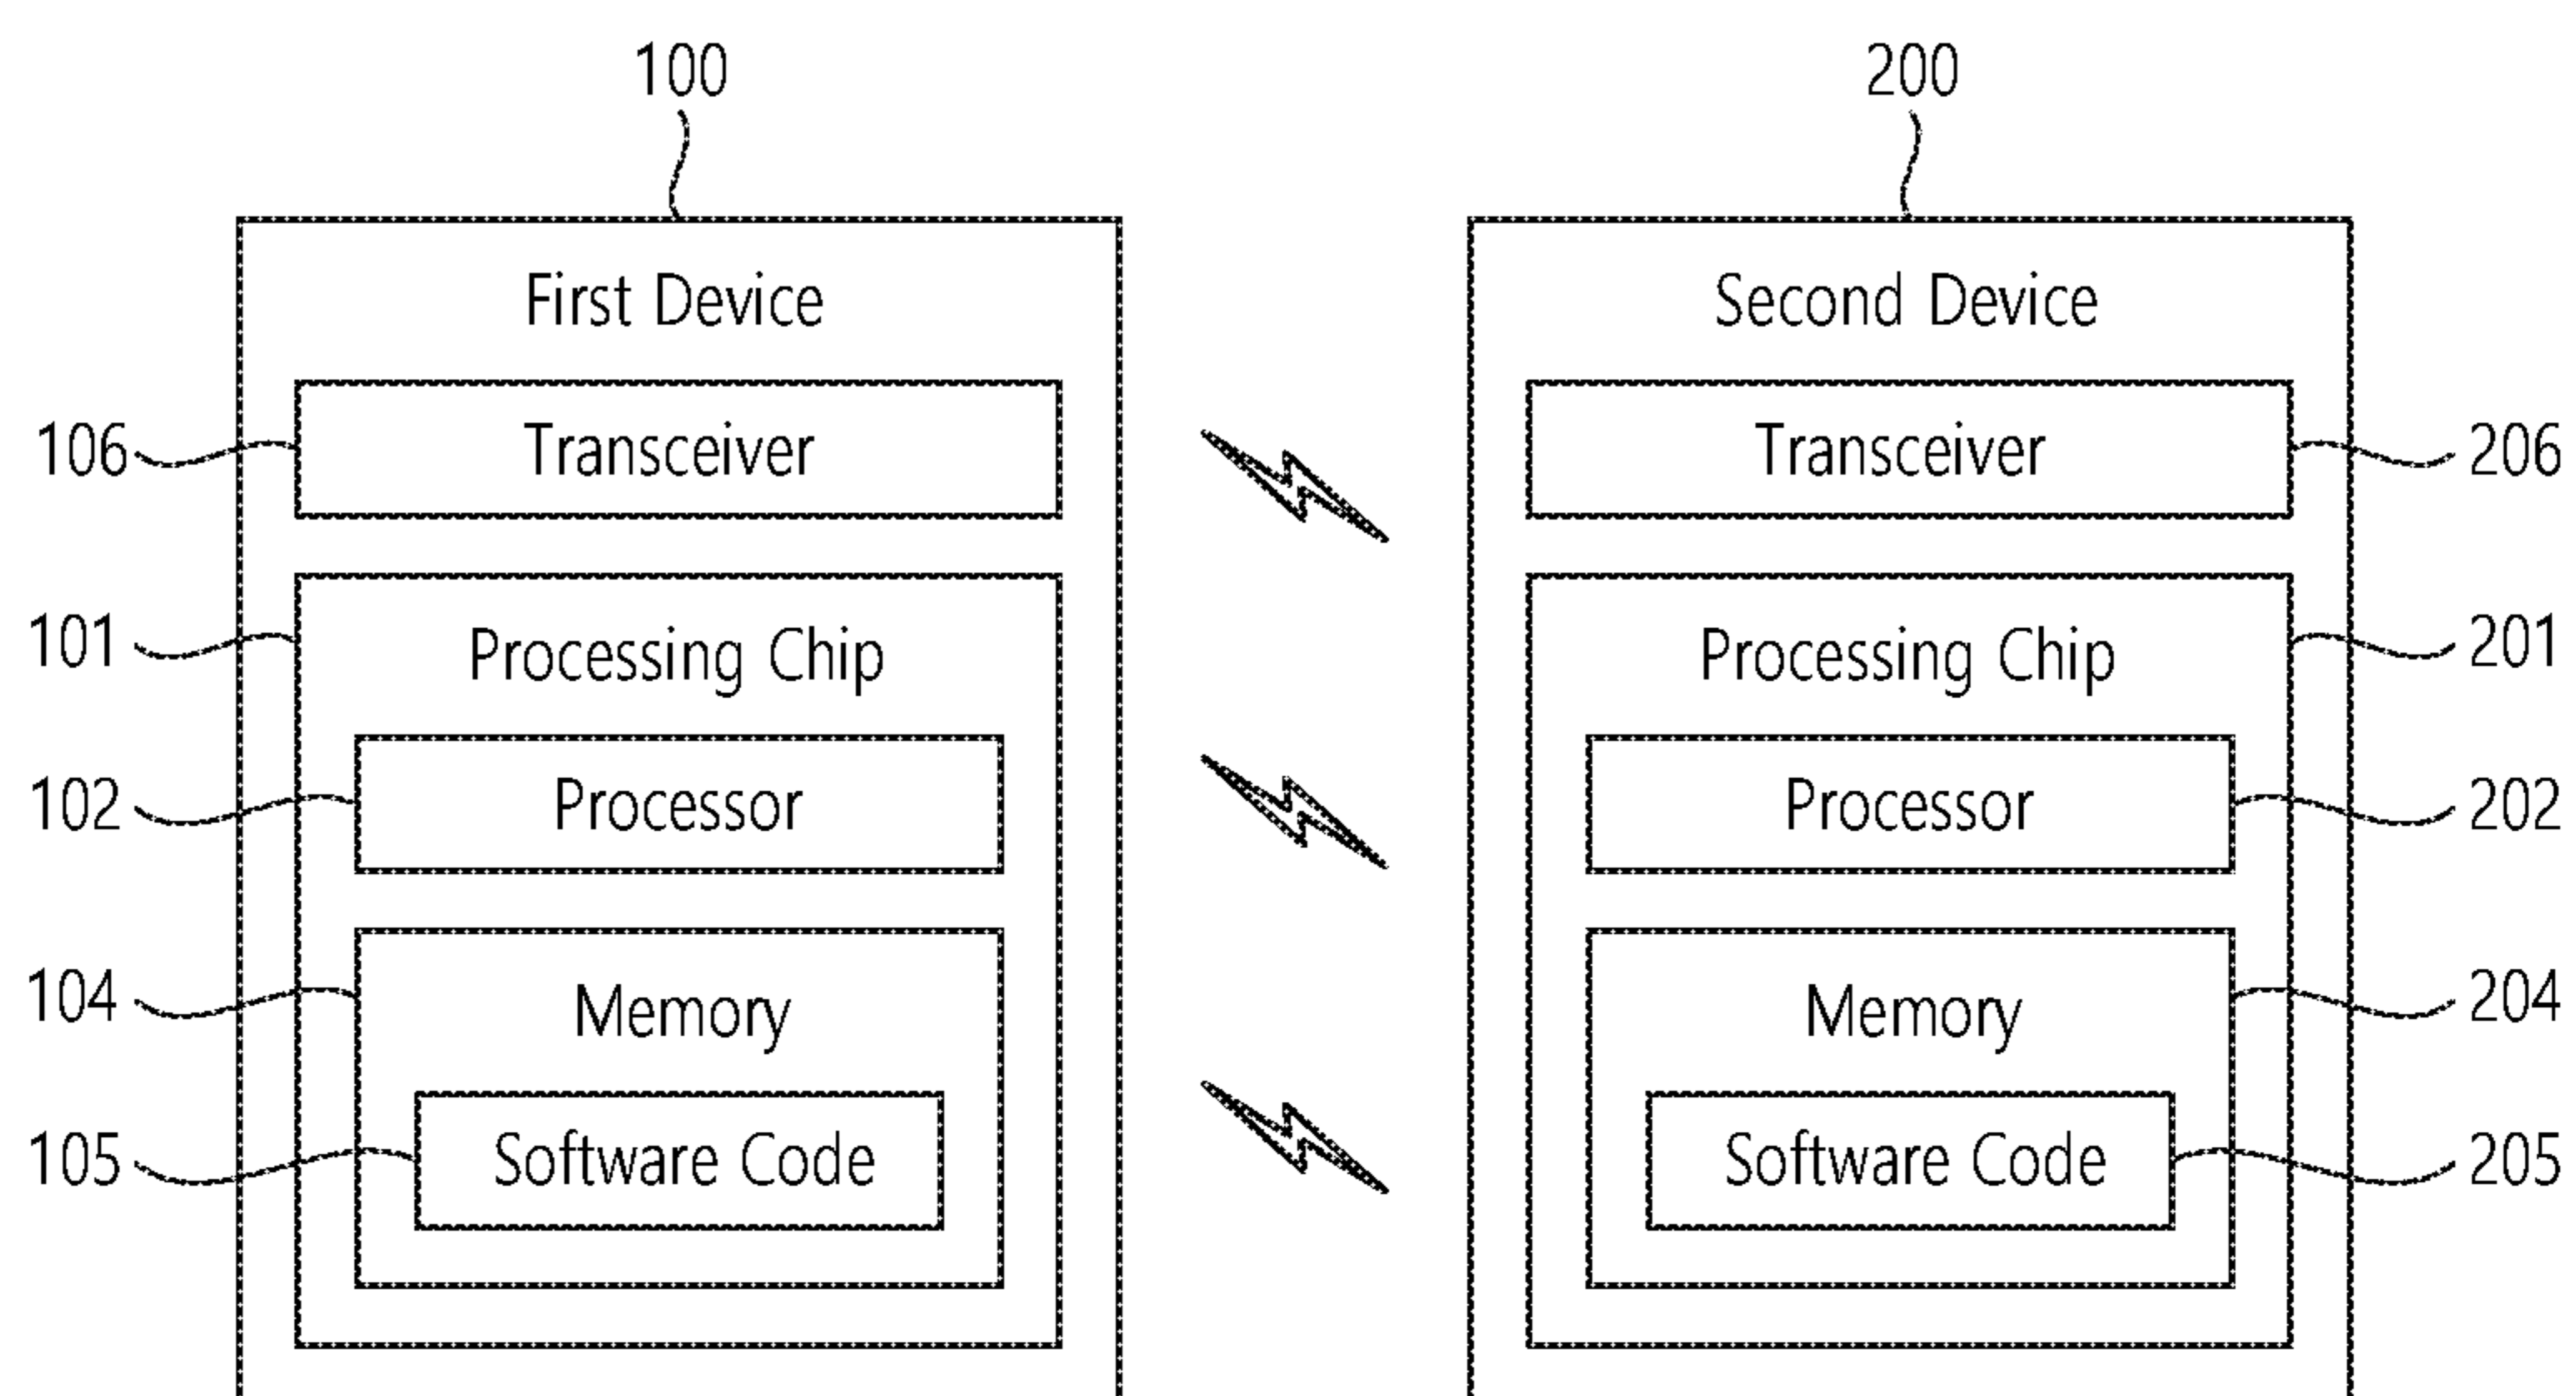 100
200
First Device
Second Device
106
Transceiver
Transceiver
206
101
Processing Chip
Processing Chip
201
102
Processor
Processor
202
104
Memory
Memory
204
105
Software Code
Software Code
205